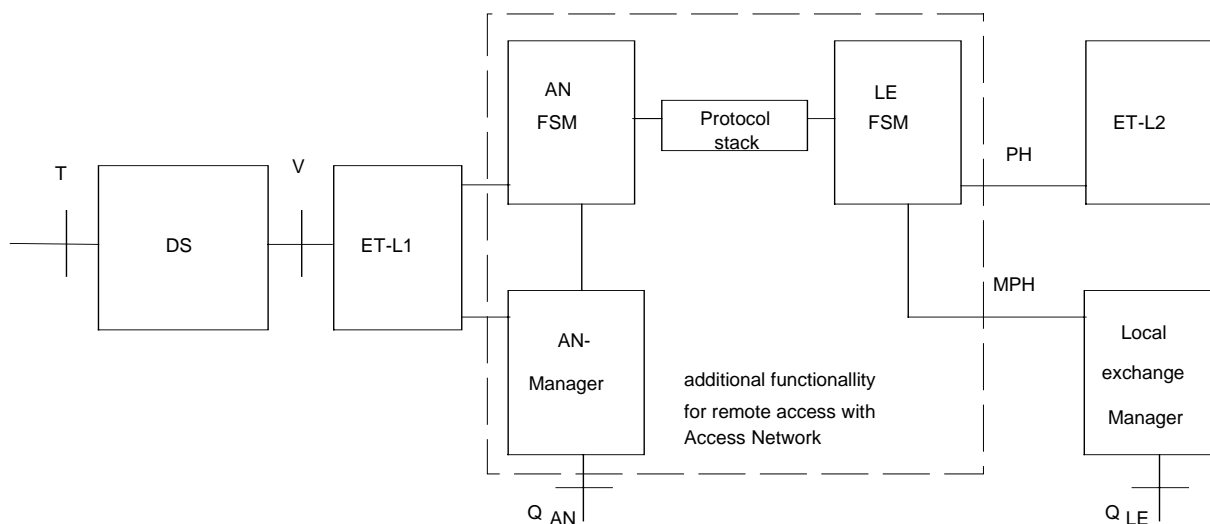 AN
FSM
Protocol
stack
LE
FSM
ET-L2
PH
T
V
DS
ET-L1
MPH
AN-
Manager
additional functionallity
for remote access with
Access Network
Local
exchange
Manager
Q AN
Q LE